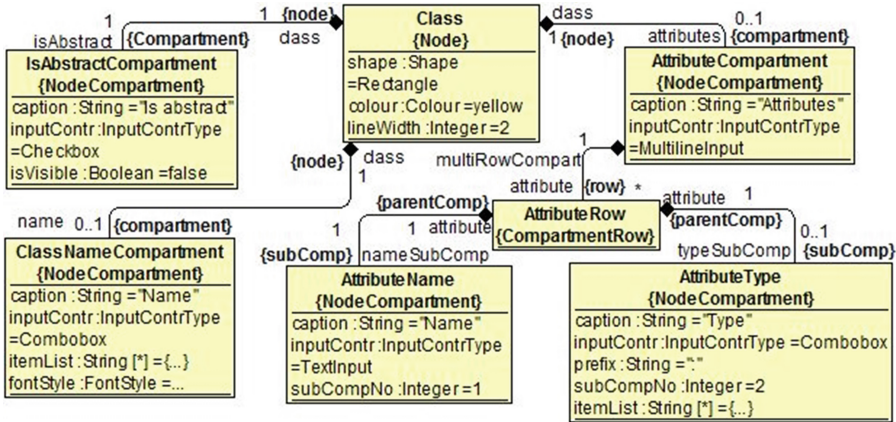 1
{node}
Class
{Node}
class
0..1
1
isAbstract
{Compartment}
class
1
{node}
attributes
{compartment}
IsAbstractCompartment
{NodeCompartment}
caption :String ="Is abstract"
inputContr :InputContrType
=Checkbox
isVisible :Boolean =false
shape :Shape
=Rectangle
colour :Colour =yellow
lineWidth :Integer =2
AttributeCompartment
{NodeCompartment}
caption :String ="Attributes"
inputContr :InputContrType
=MultilineInput
{node}
class
1
multiRowCompart
1
attribute
{row}
*
name
0..1
{compartment}
{parentComp}
1
1
attribute
{subComp}
nameSubComp
AttributeRow
{CompartmentRow}
attribute
1
{parentComp}
0..1
typeSubComp
{subComp}
ClassNameCompartment
{NodeCompartment}
caption :String ="Name"
inputContr :InputContrType
=Combobox
itemList :String [*] ={...}
fontStyle :FontStyle =...
AttributeName
{NodeCompartment}
caption :String ="Name"
inputContr :InputContrType
=TextInput
subCompNo :Integer =1
AttributeType
{NodeCompartment}
caption :String ="Type"
inputContr :InputContrType =Combobox
prefix :String =":"
subCompNo :Integer =2
itemList :String [*] ={...}